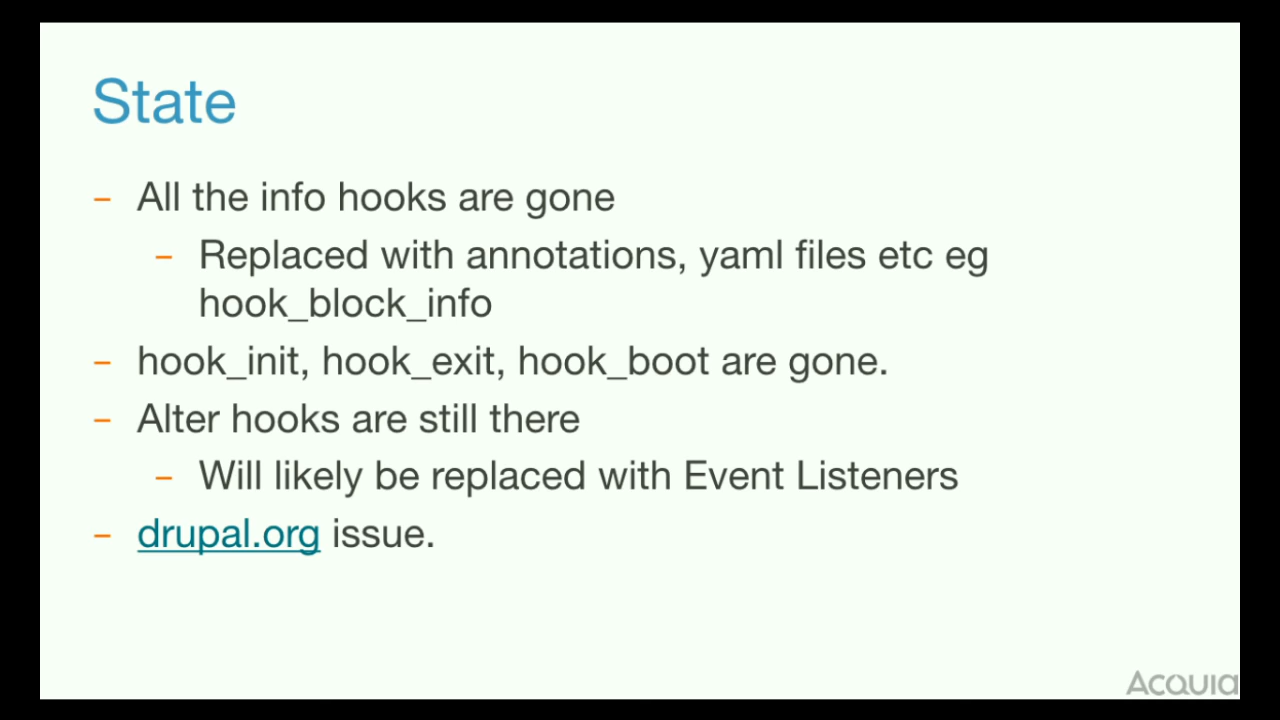 State
– All the info hooks are gone
– Replaced with annotations, yaml files etc eg
hook_block_info
– hook_init, hook_exit, hook_boot are gone.
– Alter hooks are still there
– Will likely be replaced with Event Listeners
– drupal.org issue.
Acquia